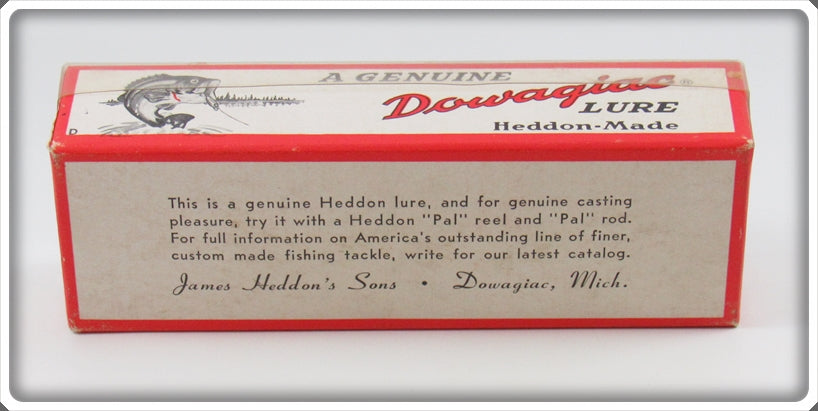 A GENUINE
Dowagiac®
LURE
Heddon-Made
D
This is a genuine Heddon lure, and for genuine casting
pleasure, try it with a Heddon "Pal" reel and "Pal" rod.
For full information on America's outstanding line of finer,
custom made fishing tackle, write for our latest catalog.
James Heddon's Sons • Dowagiac, Mich.